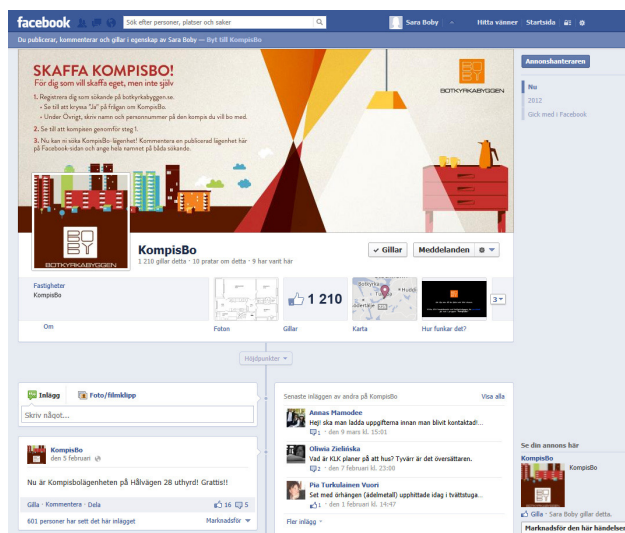 facebook
Sök efter personer, platser och saker
Sara Boby
Hitta vänner
Startsida
Du publicerar, kommenterar och gillar i egenskap av Sara Boby — Byt till KompisBo
SKAFFA KOMPISBO!
För dig som vill skaffa eget, men inte själv
1. Registrera dig som sökande på botkyrkabyggen.se.
- Se till att kryssa "Ja" på frågan om KompisBo.
- Under Övrigt, skriv namn och personnummer på den kompis du vill bo med.
2. Se till att kompisen genomför steg 1.
3. Nu kan ni söka KompisBo-lägenhet! Kommentera en publicerad lägenhet här
på Facebook-sidan och ange hela namnet på båda sökande.
BOTKYRKABYGGEN
BOBY
BOTKYRKABYGGEN
Annonshanteraren
Nu
2012
Gick med i Facebook
KompisBo
1 210 gillar detta · 10 pratar om detta · 9 har varit här
Gillar
Meddelanden
Fastigheter
KompisBo
Om
Foton
1 210
Gillar
Karta
Hur funkar det?
3
Höjdpunkter
Inlägg
Foto/filmklipp
Skriv något...
KompisBo
den 5 februari
Nu är Kompisbolägenheten på Hålvägen 28 uthyrd! Grattis!!
Gilla · Kommentera · Dela
16
5
601 personer har sett det här inlägget
Marknadsför
Senaste inläggen av andra på KompisBo
Visa alla
Annas Mamodee
Hej! ska man ladda uppgifterna innan man blivit kontaktad!...
1 · den 9 mars kl. 15:01
Oliwia Zielińska
Vad är KLK planer på att hus? Tyvärr är det översättaren.
2 · den 7 februari kl. 23:00
Pia Turkulainen Vuori
Set med örhängen (ädelmetall) upphittade idag i tvättstuga...
1 · den 1 februari kl. 14:47
Fler inlägg
Se din annons här
KompisBo
KompisBo
Gilla · Sara Boby gillar detta.
Marknadsför den här händelsen